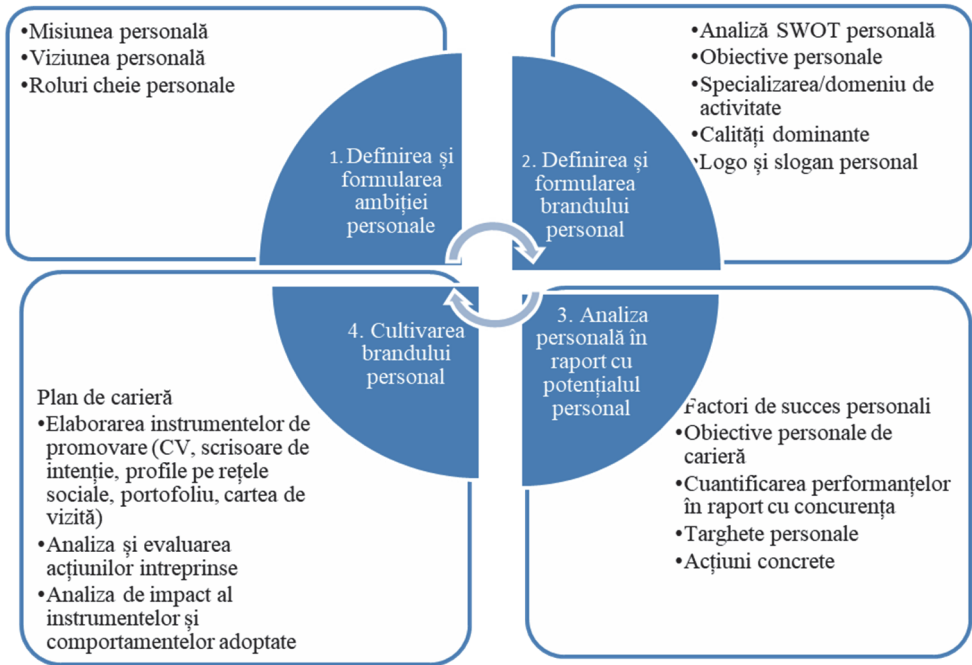 •Misiunea personală
•Viziunea personală
•Roluri cheie personale
1. Definirea și
formularea
ambiției
personale
•Analiză SWOT personală
•Obiective personale
•Specializarea/domeniu de
activitate
•Calități dominante
•Logo și slogan personal
2. Definirea și
formularea
brandului
personal
3. Analiza
personală în
raport cu
potențialul
personal
Factori de succes personali
•Obiective personale de
carieră
•Cuantificarea performanțelor
în raport cu concurența
•Targhete personale
•Acțiuni concrete
4. Cultivarea
brandului
personal
Plan de carieră
•Elaborarea instrumentelor de
promovare (CV, scrisoare de
intenție, profile pe rețele
sociale, portofoliu, cartea de
vizită)
•Analiza și evaluarea
acțiunilor intreprinse
•Analiza de impact al
instrumentelor și
comportamentelor adoptate